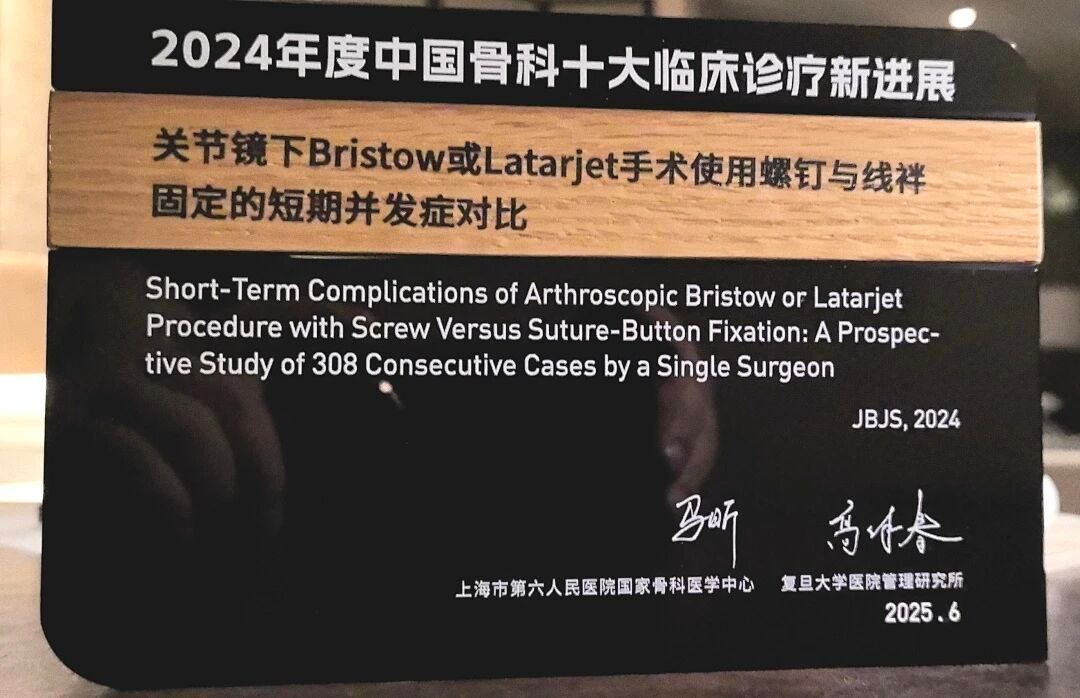 2024年度中国骨科十大临床诊疗新进展
关节镜下Bristow或Latarjet手术使用螺钉与线袢
固定的短期并发症对比
Short-Term Complications of Arthroscopic Bristow or Latarjet
Procedure with Screw Versus Suture-Button Fixation: A Prospec-
tive Study of 308 Consecutive Cases by a Single Surgeon
JBJS, 2024
马昕
上海市第六人民医院国家骨科医学中心 复旦大学医院管理研究所
2025.6